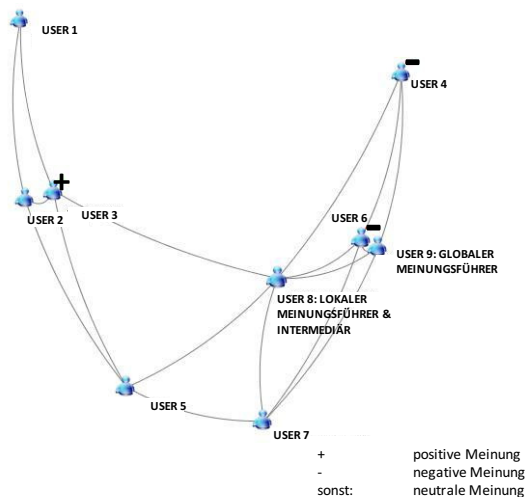 USER 1
+
-
USER 4
USER 2
USER 3
USER 6
-
USER 9: GLOBALER
MEINUNGSFÜHRER
USER 8: LOKALER
MEINUNGSFÜHRER &
INTERMEDIÄR
USER 5
USER 7
+ positive Meinung
- negative Meinung
sonst: neutrale Meinung